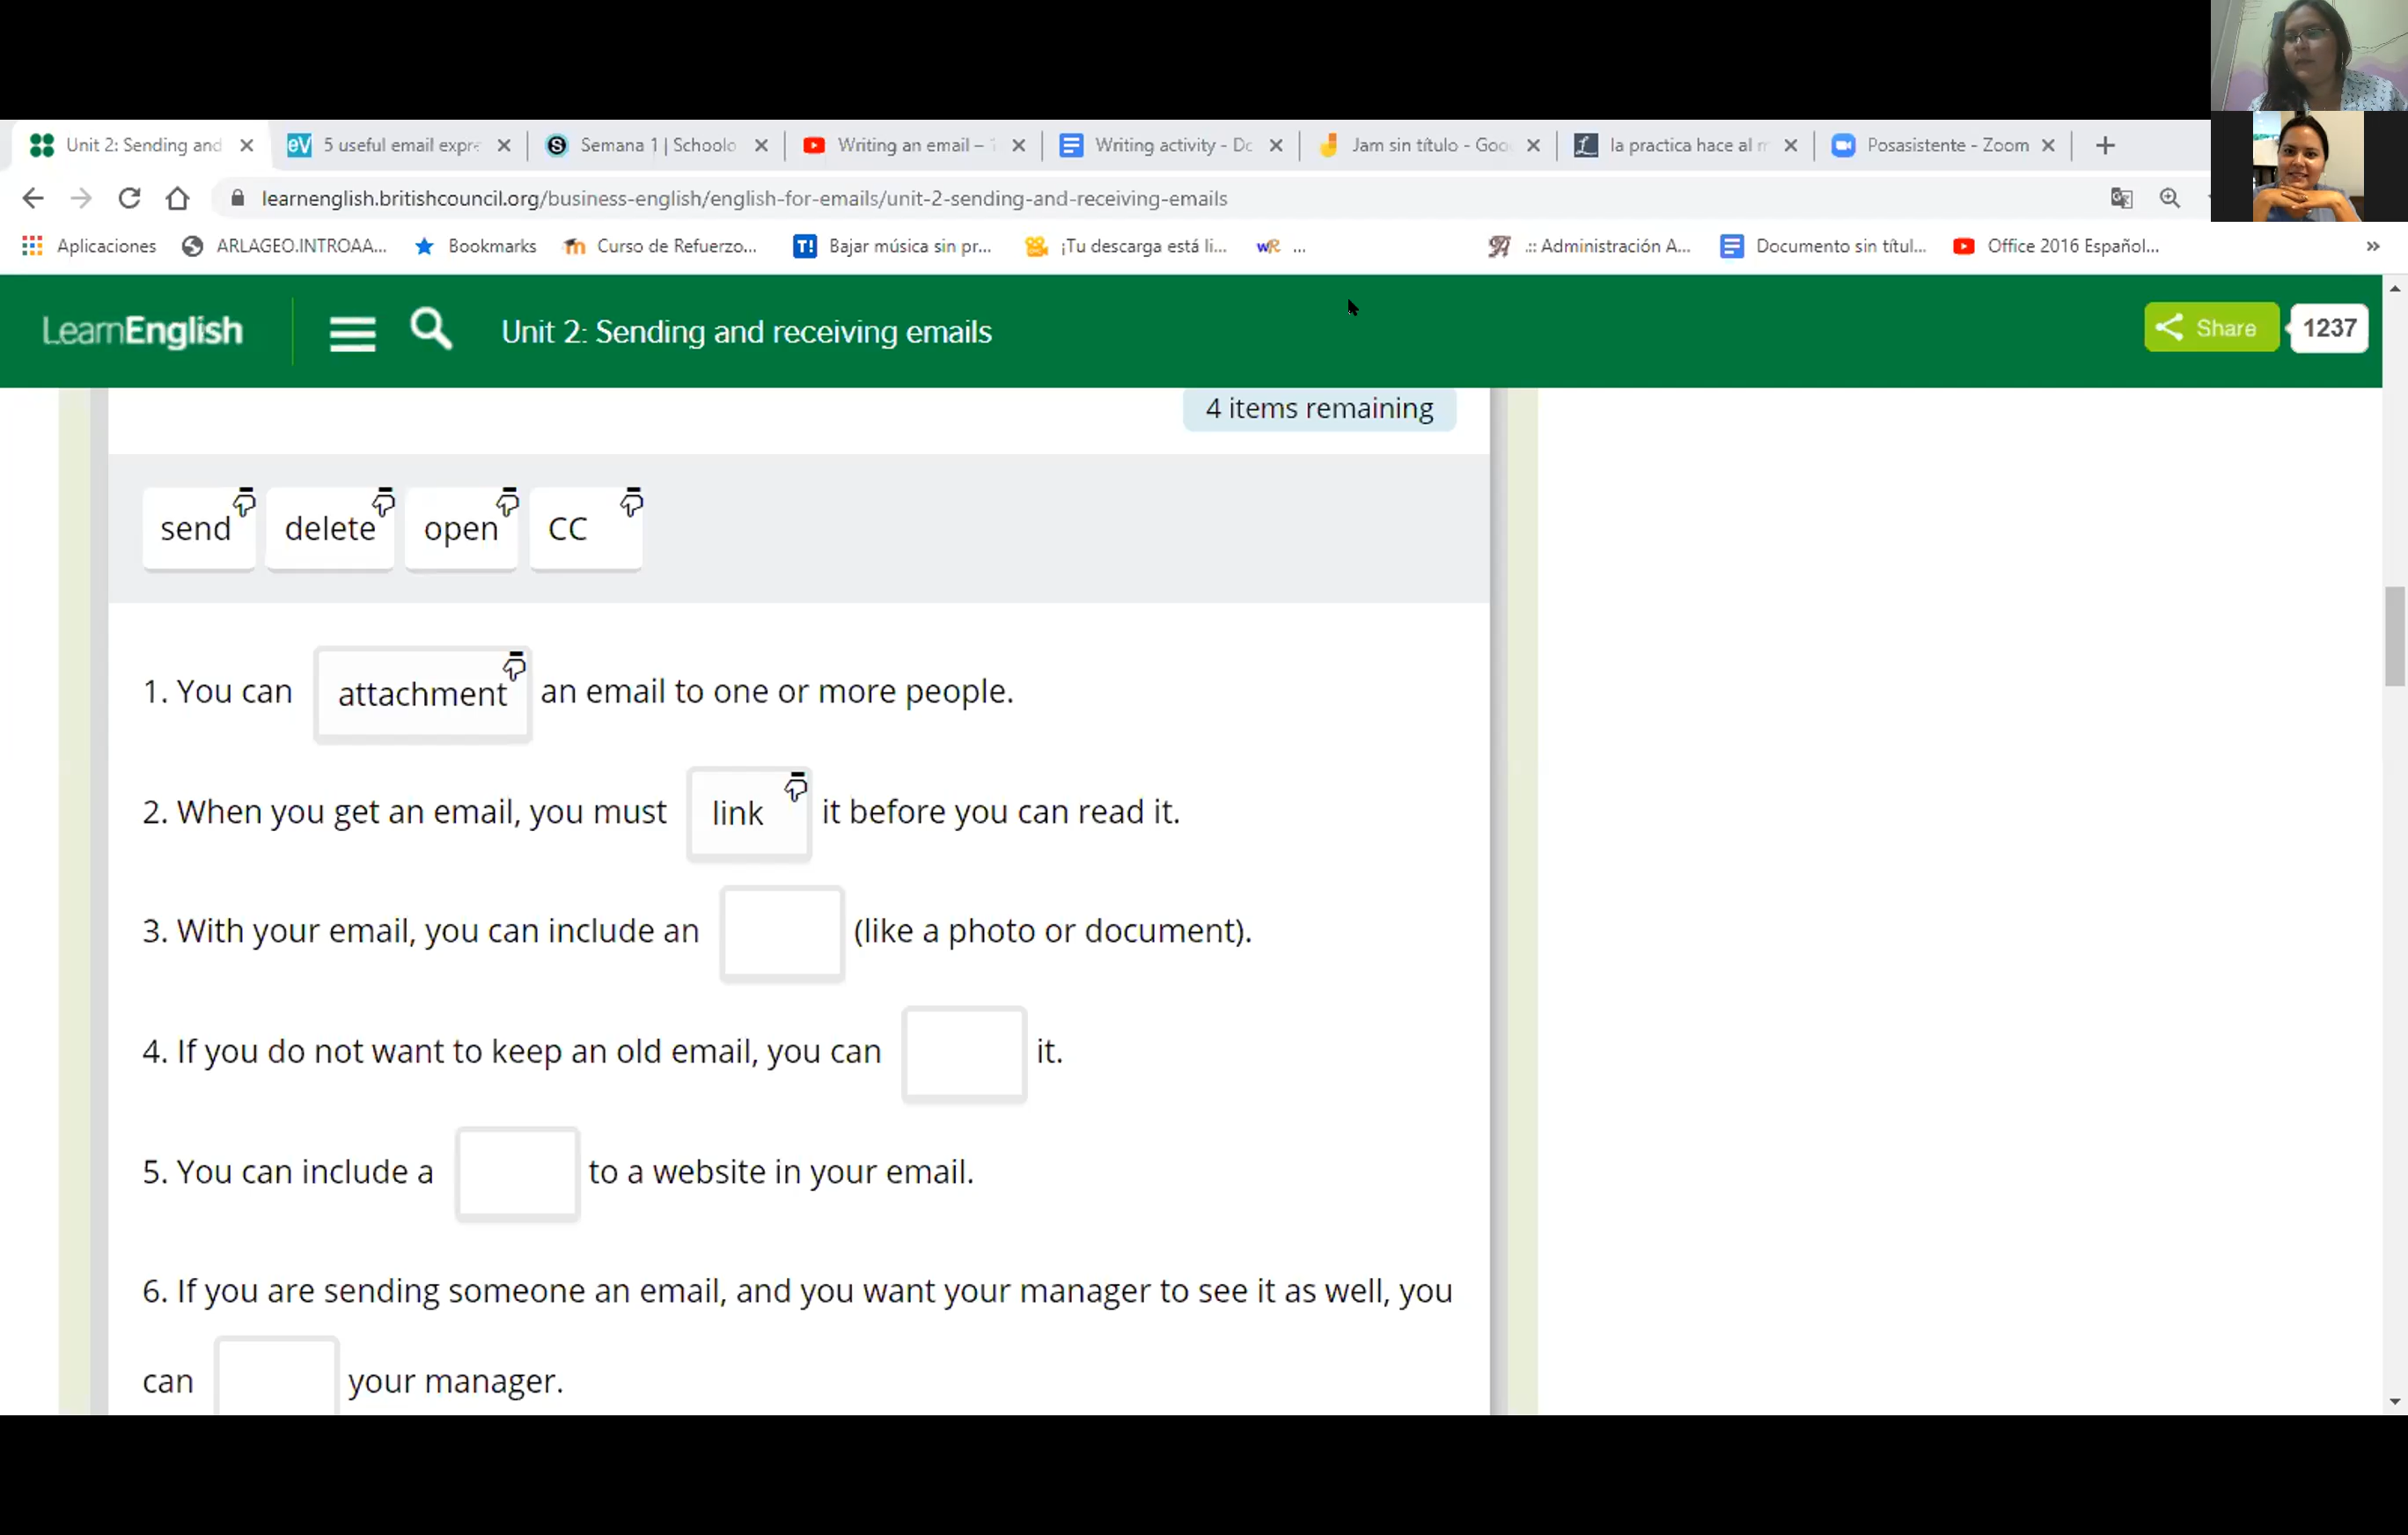 Unit 2: Sending and
5 useful email expre
Semana 1 | Schoolo
Writing an email –
Writing activity - Do
Jam sin título - Goo
la practica hace al m
Posasistente - Zoom
learnenglish.britishcouncil.org/business-english/english-for-emails/unit-2-sending-and-receiving-emails
Aplicaciones
ARLAGEO.INTROAA...
Bookmarks
Curso de Refuerzo...
Bajar música sin pr...
¡Tu descarga está li...
...
.:: Administración A...
Documento sin títul...
Office 2016 Español...
LearnEnglish
Unit 2: Sending and receiving emails
Share
1237
4 items remaining
send delete open CC
1. You can attachment an email to one or more people.
2. When you get an email, you must link it before you can read it.
3. With your email, you can include an (like a photo or document).
4. If you do not want to keep an old email, you can it.
5. You can include a to a website in your email.
6. If you are sending someone an email, and you want your manager to see it as well, you
can your manager.